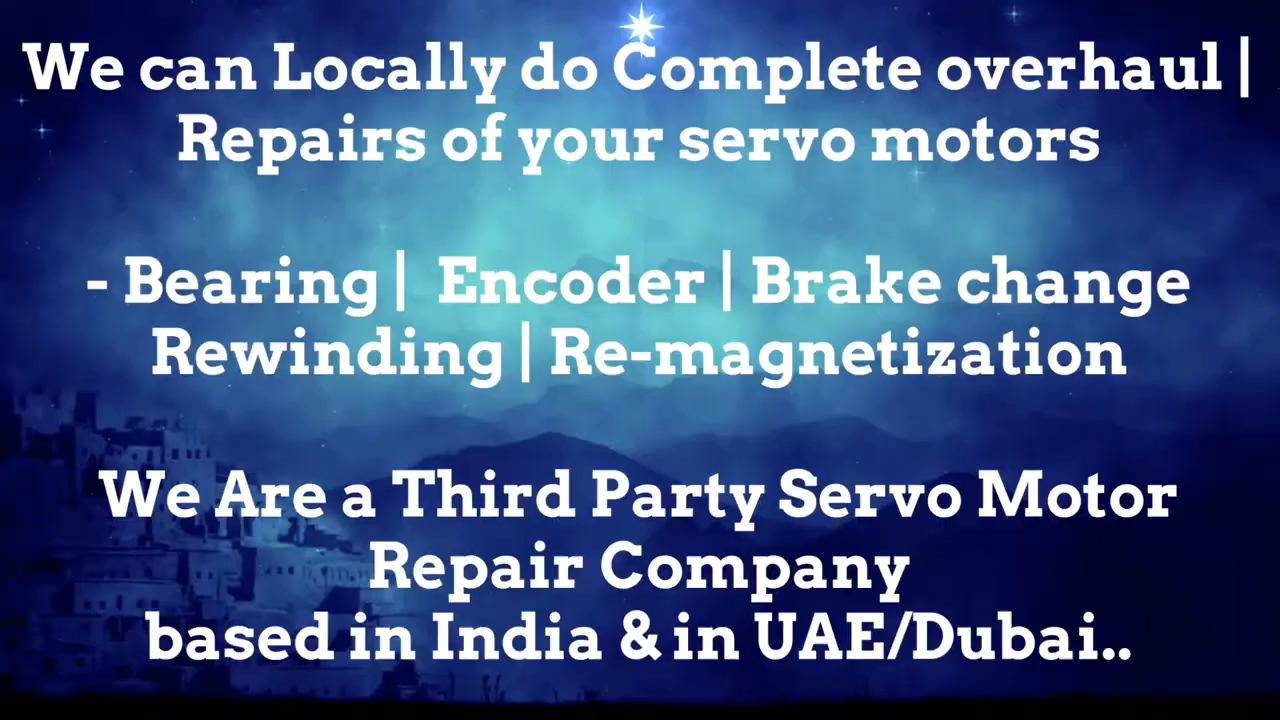 We can Locally do Complete overhaul |
Repairs of your servo motors
- Bearing | Encoder | Brake change
Rewinding | Re-magnetization
We Are a Third Party Servo Motor
Repair Company
based in India & in UAE/Dubai..